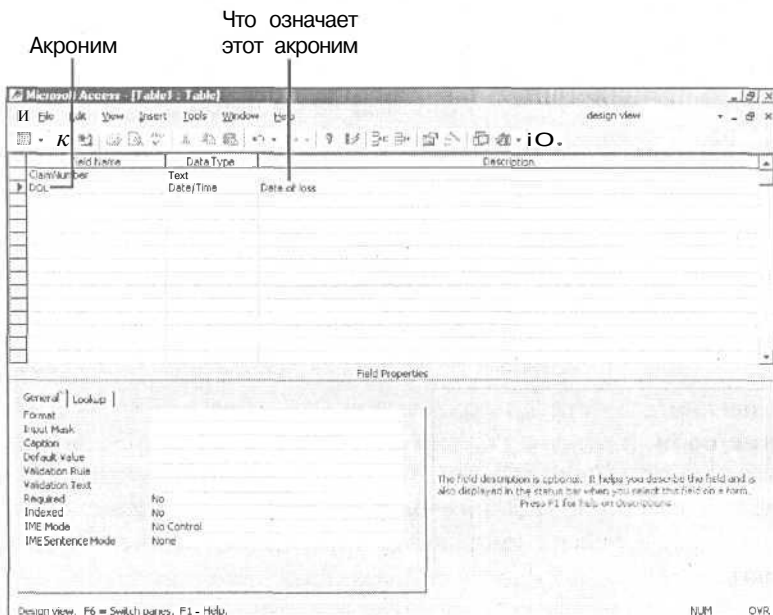 Что означает
этот акроним
Акроним
Microsoft Access - [Table1 : Table]
File Edit View Insert Tools Window Help design view
Field Name Data Type Description
ClaimNumber Text
DOL Date/Time Date of loss
Field Properties
General Lookup
Format
Input Mask
Caption
Default Value
Validation Rule
Validation Text
Required No
Indexed No
IME Mode No Control
IME Sentence Mode None
The field description is optional. It helps you describe the field and is
also displayed in the status bar when you select this field on a form.
Press F1 for help on descriptions.
Design view. F6 = Switch panes. F1 = Help. NUM OVR